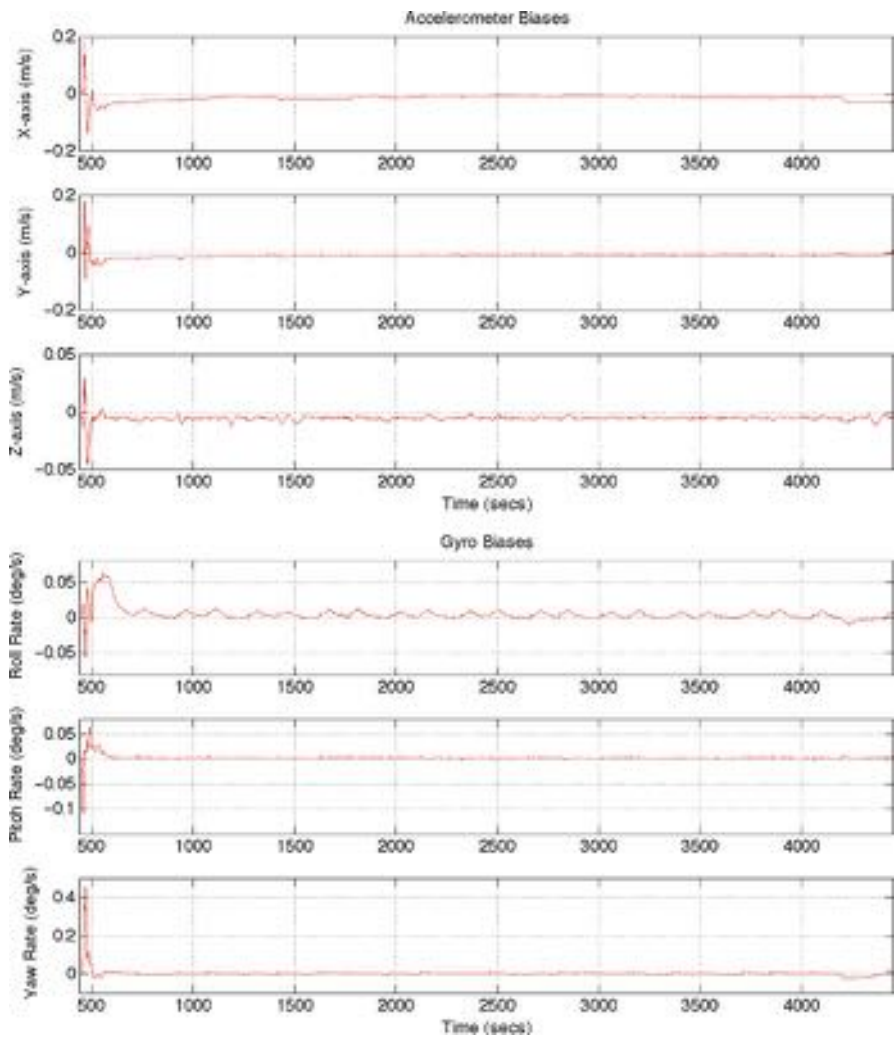 Accelerometer Biases
X-axis (m/s)
0.2
0
-0.2
500 1000 1500 2000 2500 3000 3500 4000
Y-axis (m/s)
0.2
0
-0.2
500 1000 1500 2000 2500 3000 3500 4000
Z-axis (m/s)
0.05
0
-0.05
500 1000 1500 2000 2500 3000 3500 4000
Time (secs)
Gyro Biases
Roll Rate (deg/s)
0.05
0
-0.05
500 1000 1500 2000 2500 3000 3500 4000
Pitch Rate (deg/s)
0.05
0
-0.05
-0.1
500 1000 1500 2000 2500 3000 3500 4000
Yaw Rate (deg/s)
0.4
0.2
0
500 1000 1500 2000 2500 3000 3500 4000
Time (secs)